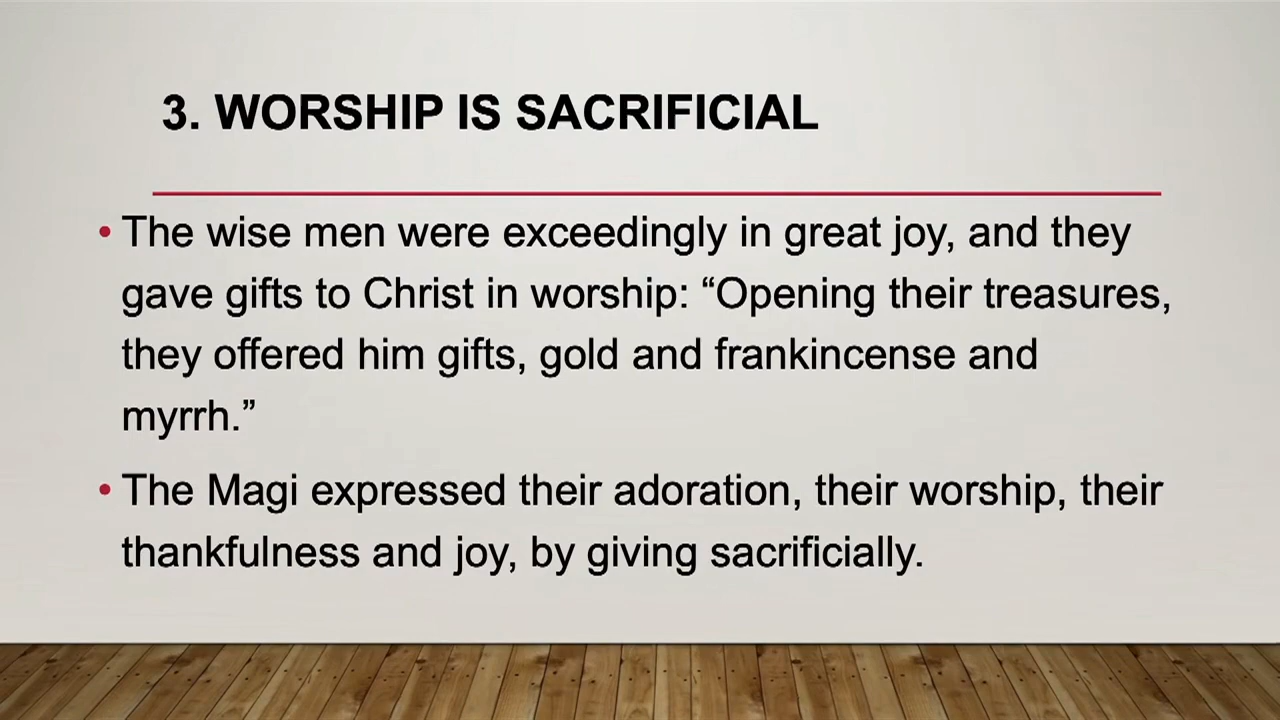 3. WORSHIP IS SACRIFICIAL
• The wise men were exceedingly in great joy, and they
gave gifts to Christ in worship: “Opening their treasures,
they offered him gifts, gold and frankincense and
myrrh.”
• The Magi expressed their adoration, their worship, their
thankfulness and joy, by giving sacrificially.